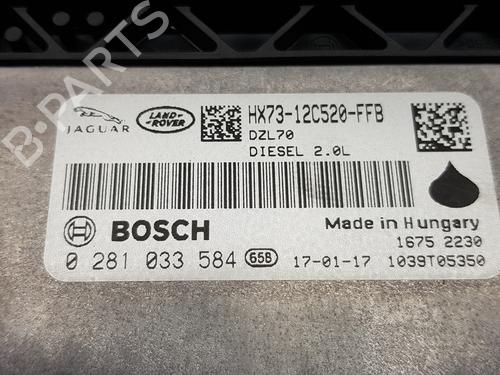 B-PARTS
JAGUAR
LAND-
ROVER
HX73-12C520-FFB
DZL70
DIESEL 2.0L
BOSCH
Made in Hungary
1675 2230
0 281 033 584 65B 17-01-17 1039T05350